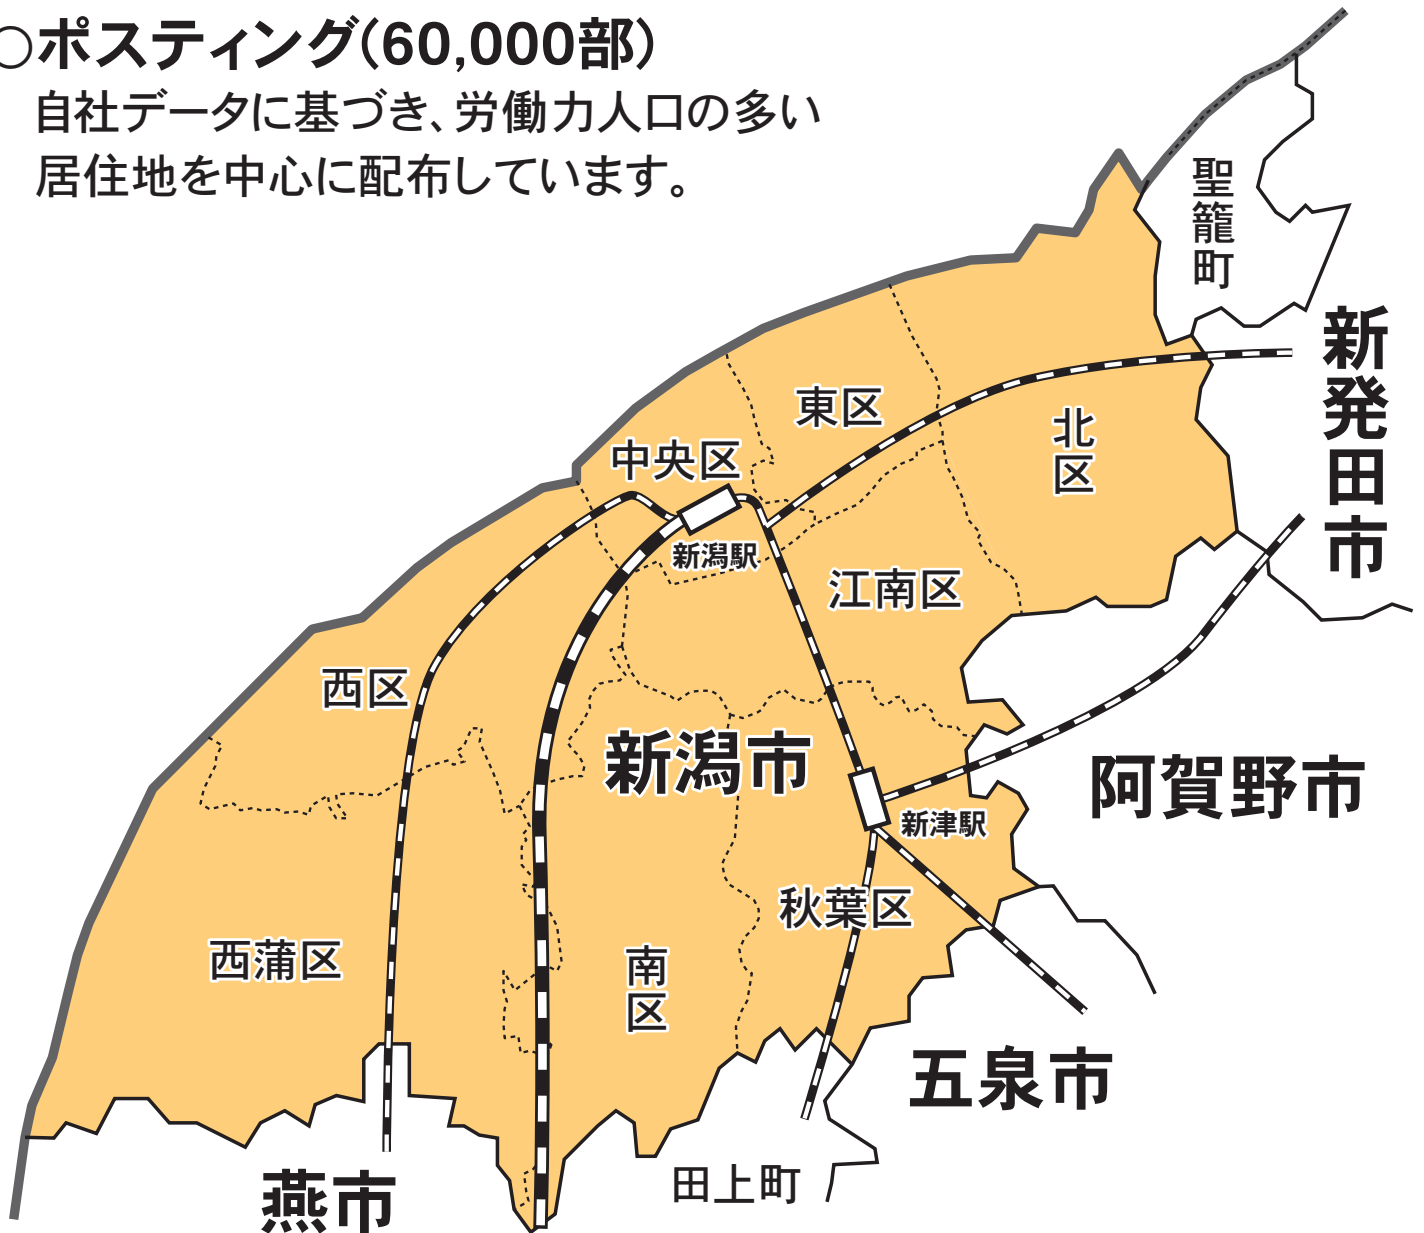 ○ポスティング(60,000部)
自社データに基づき、労働力人口の多い
居住地を中心に配布しています。
聖籠町
新発田市
東区
北区
中央区
新潟駅
江南区
西区
新潟市
阿賀野市
新津駅
秋葉区
西蒲区
南区
五泉市
田上町
燕市